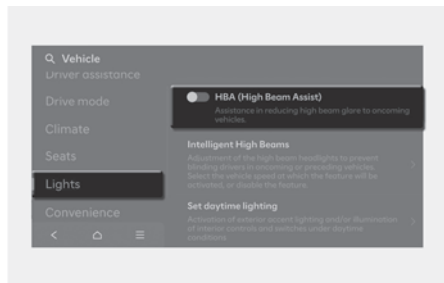 Vehicle
Driver assistance
Drive mode
Climate
Seats
Lights
Convenience
HBA (High Beam Assist)
Assistance in reducing high beam glare to oncoming
vehicles.
Intelligent High Beams
Adjustment of the high beam headlights to prevent
blinding drivers in oncoming or preceding vehicles.
Select the vehicle speed at which the feature will be
activated, or disable the feature.
Set daytime lighting
Activation of exterior accent lighting and/or illumination
of interior controls and switches under daytime
conditions.